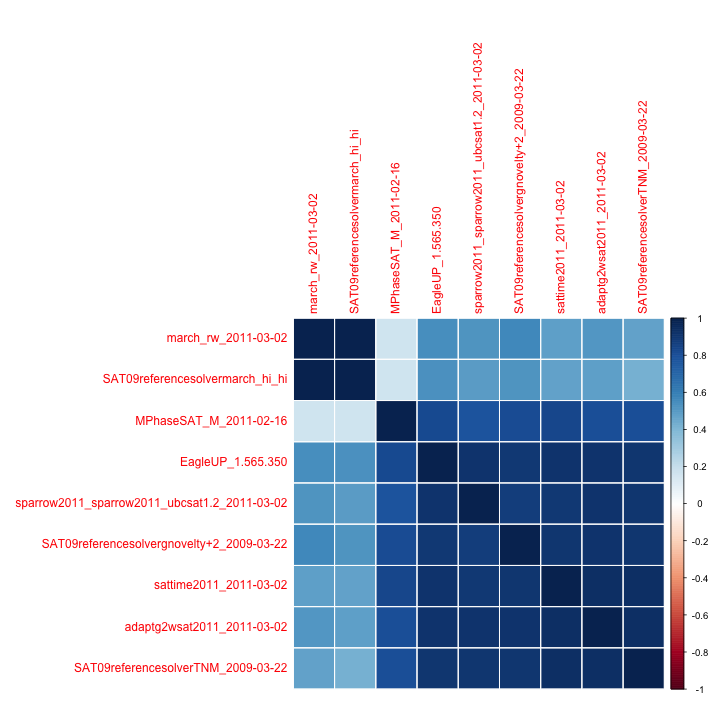 march_rw_2011-03-02
SAT09referencesolvermarch_hi_hi
MPhaseSAT_M_2011-02-16
EagleUP_1.565.350
sparrow2011_sparrow2011_ubcsat1.2_2011-03-02
SAT09referencesolvergnovelty+2_2009-03-22
sattime2011_2011-03-02
adaptg2wsat2011_2011-03-02
SAT09referencesolverTNM_2009-03-22
march_rw_2011-03-02
SAT09referencesolvermarch_hi_hi
MPhaseSAT_M_2011-02-16
EagleUP_1.565.350
sparrow2011_sparrow2011_ubcsat1.2_2011-03-02
SAT09referencesolvergnovelty+2_2009-03-22
sattime2011_2011-03-02
adaptg2wsat2011_2011-03-02
SAT09referencesolverTNM_2009-03-22
1
0.8
0.6
0.4
0.2
0
-0.2
-0.4
-0.6
-0.8
-1